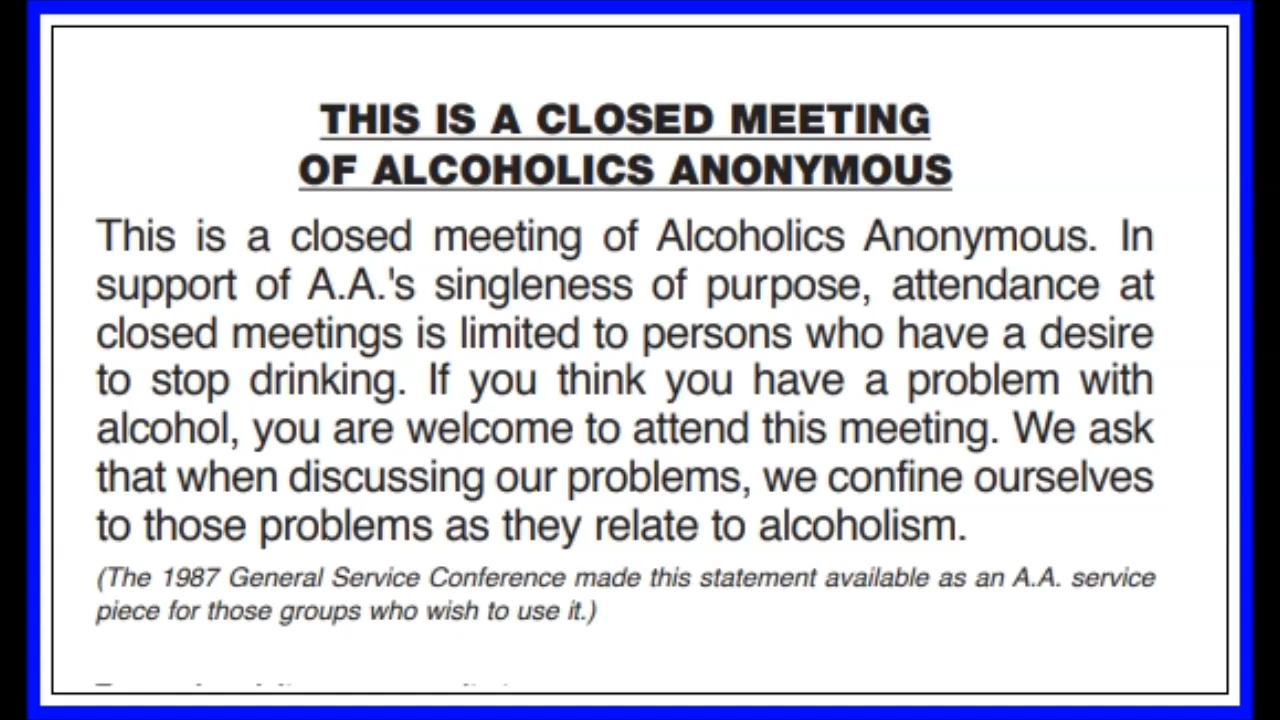 THIS IS A CLOSED MEETING
OF ALCOHOLICS ANONYMOUS
This is a closed meeting of Alcoholics Anonymous. In
support of A.A.'s singleness of purpose, attendance at
closed meetings is limited to persons who have a desire
to stop drinking. If you think you have a problem with
alcohol, you are welcome to attend this meeting. We ask
that when discussing our problems, we confine ourselves
to those problems as they relate to alcoholism.
(The 1987 General Service Conference made this statement available as an A.A. service
piece for those groups who wish to use it.)